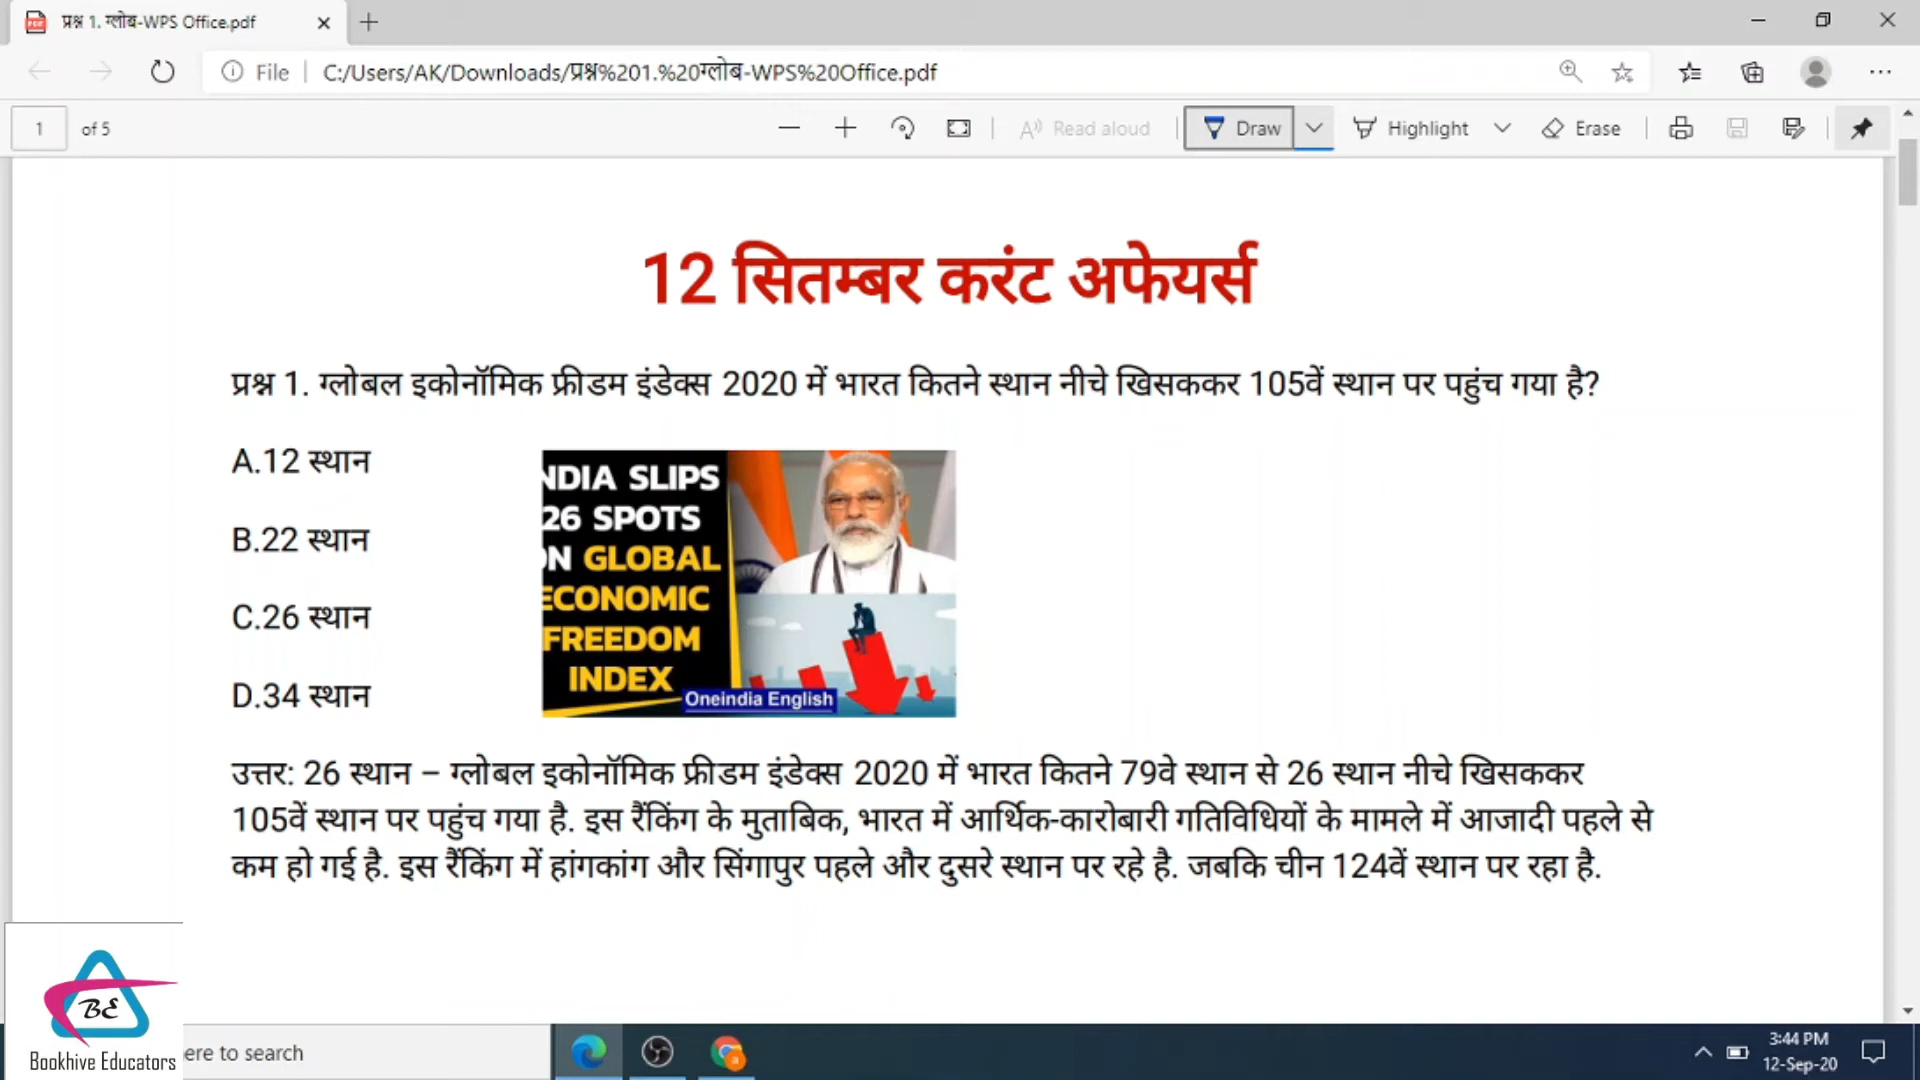 प्रश्न 1. ग्लोब-WPS Office.pdf
File
C:/Users/AK/Downloads/प्रश्न%201.%20ग्लोब-WPS%20Office.pdf
1 of 5
Read aloud
Draw
Highlight
Erase
12 सितम्बर करंट अफेयर्स
प्रश्न 1. ग्लोबल इकोनॉमिक फ्रीडम इंडेक्स 2020 में भारत कितने स्थान नीचे खिसककर 105वें स्थान पर पहुंच गया है?
A.12 स्थान
B.22 स्थान
C.26 स्थान
D.34 स्थान
NDIA SLIPS
26 SPOTS
ON GLOBAL
ECONOMIC
FREEDOM
INDEX
Oneindia English
उत्तर: 26 स्थान – ग्लोबल इकोनॉमिक फ्रीडम इंडेक्स 2020 में भारत कितने 79वे स्थान से 26 स्थान नीचे खिसककर
105वें स्थान पर पहुंच गया है. इस रैंकिंग के मुताबिक, भारत में आर्थिक-कारोबारी गतिविधियों के मामले में आजादी पहले से
कम हो गई है. इस रैंकिंग में हांगकांग और सिंगापुर पहले और दुसरे स्थान पर रहे है. जबकि चीन 124वें स्थान पर रहा है.
BE
Bookhive Educators
ere to search
3:44 PM
12-Sep-20